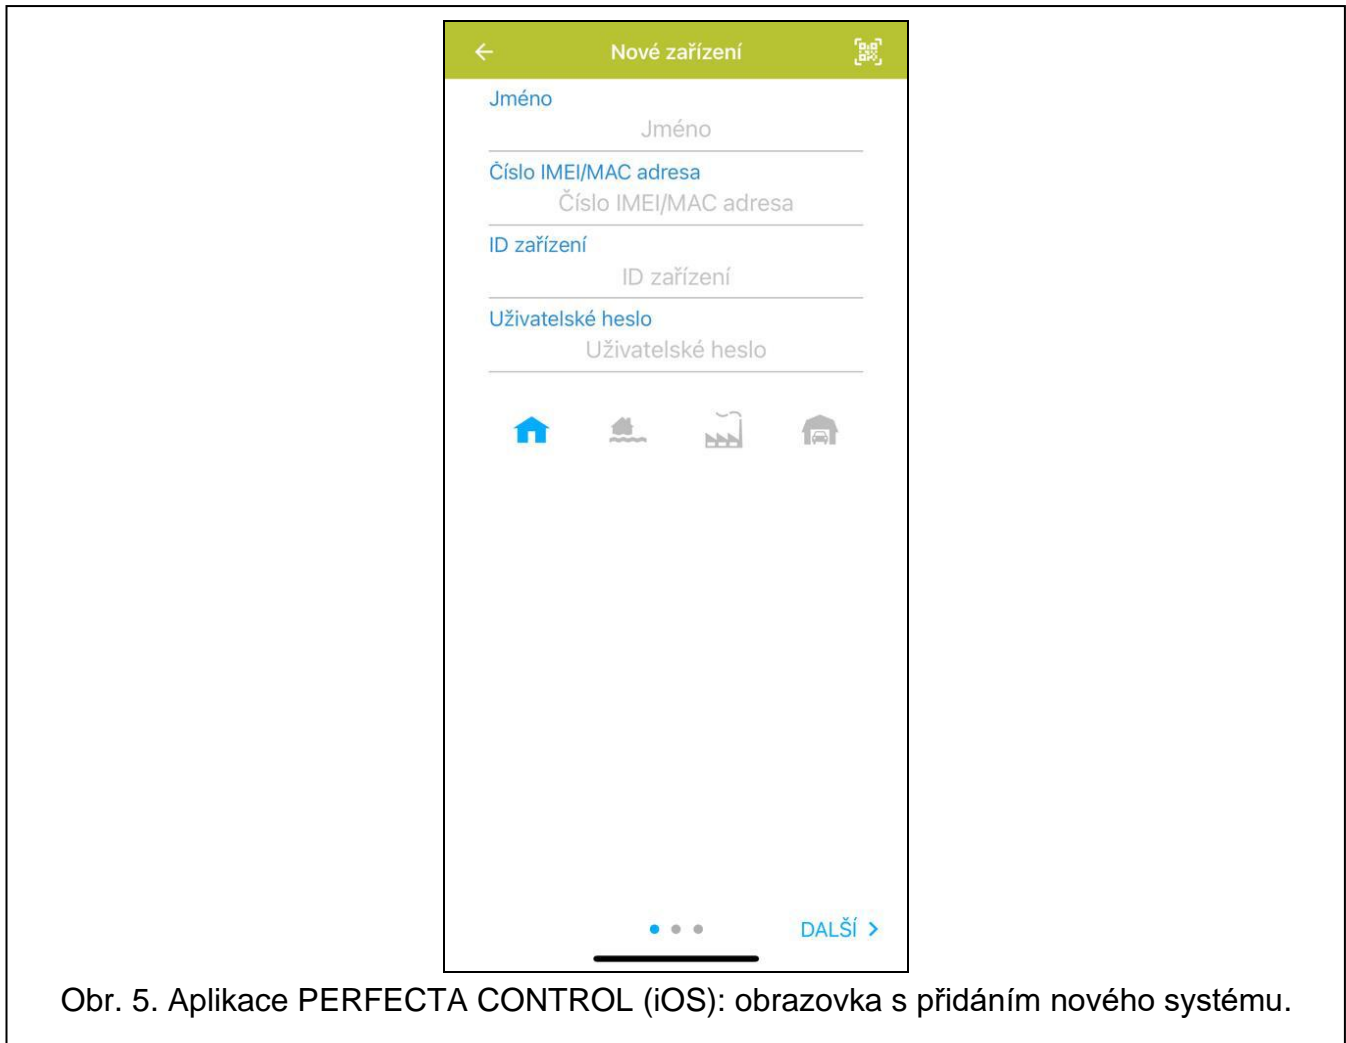 Nové zařízení
Jméno
Jméno
Číslo IMEI/MAC adresa
Číslo IMEI/MAC adresa
ID zařízení
ID zařízení
Uživatelské heslo
Uživatelské heslo
DALŠÍ
Obr. 5. Aplikace PERFECTA CONTROL (iOS): obrazovka s přidáním nového systému.